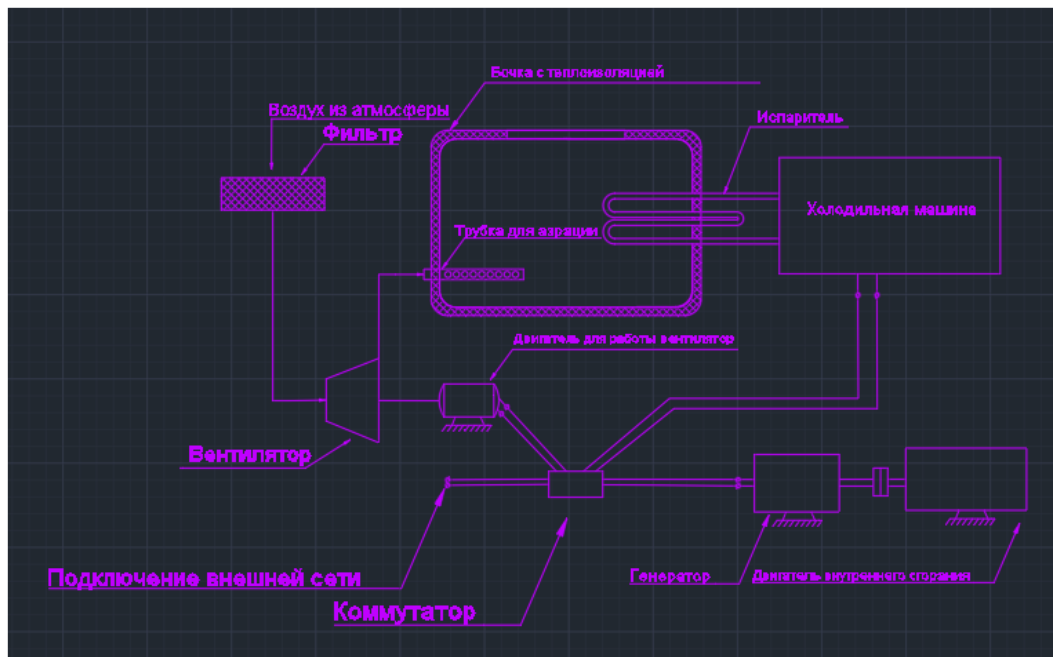 Бочка с теплоизоляцией
Воздух из атмосферы
Фильтр
Испаритель
Холодильная машина
Трубка для аэрации
Двигатель для работы вентилятор
Вентилятор
Подключение внешней сети
Генератор
Двигатель внутреннего сгорания
Коммутатор